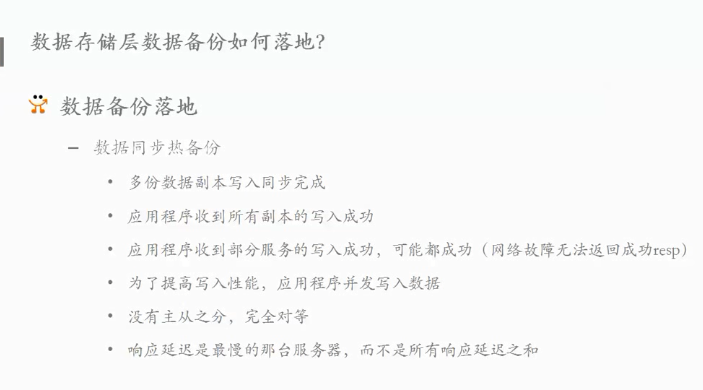 数据存储层数据备份如何落地?
数据备份落地
– 数据同步热备份
• 多份数据副本写入同步完成
• 应用程序收到所有副本的写入成功
• 应用程序收到部分服务的写入成功，可能都成功（网络故障无法返回成功resp）
• 为了提高写入性能，应用程序并发写入数据
• 没有主从之分，完全对等
• 响应延迟是最慢的那台服务器，而不是所有响应延迟之和